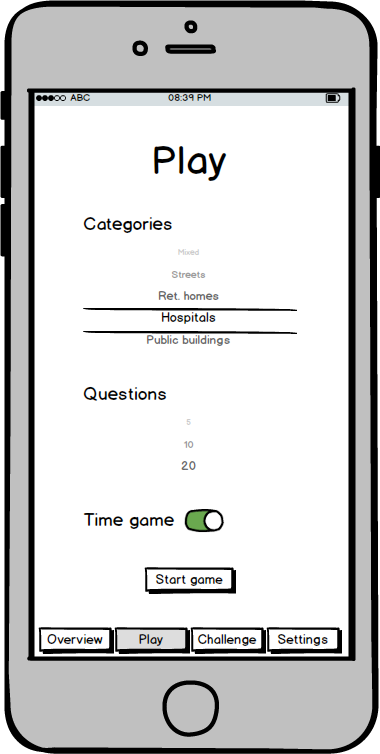 ABC 08:39 PM
Play
Categories
Mixed
Streets
Ret. homes
Hospitals
Public buildings
Questions
5
10
20
Time game
Start game
Overview Play Challenge Settings